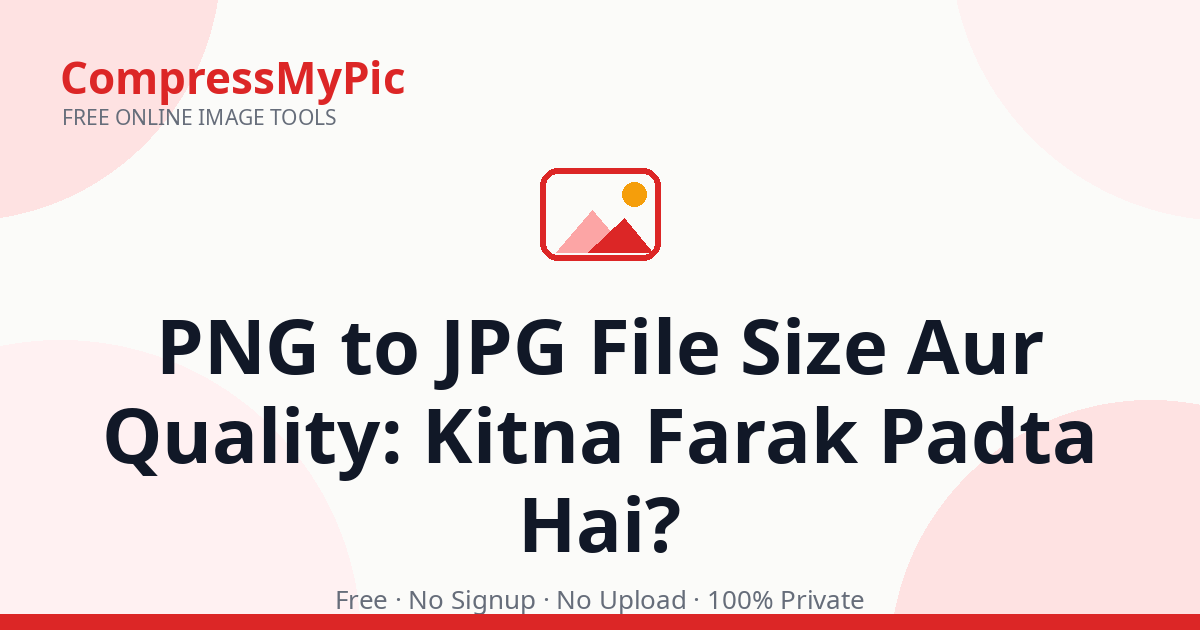 CompressMyPic
FREE ONLINE IMAGE TOOLS
PNG to JPG File Size Aur
Quality: Kitna Farak Padta
Hai?
Free · No Signup · No Upload · 100% Private